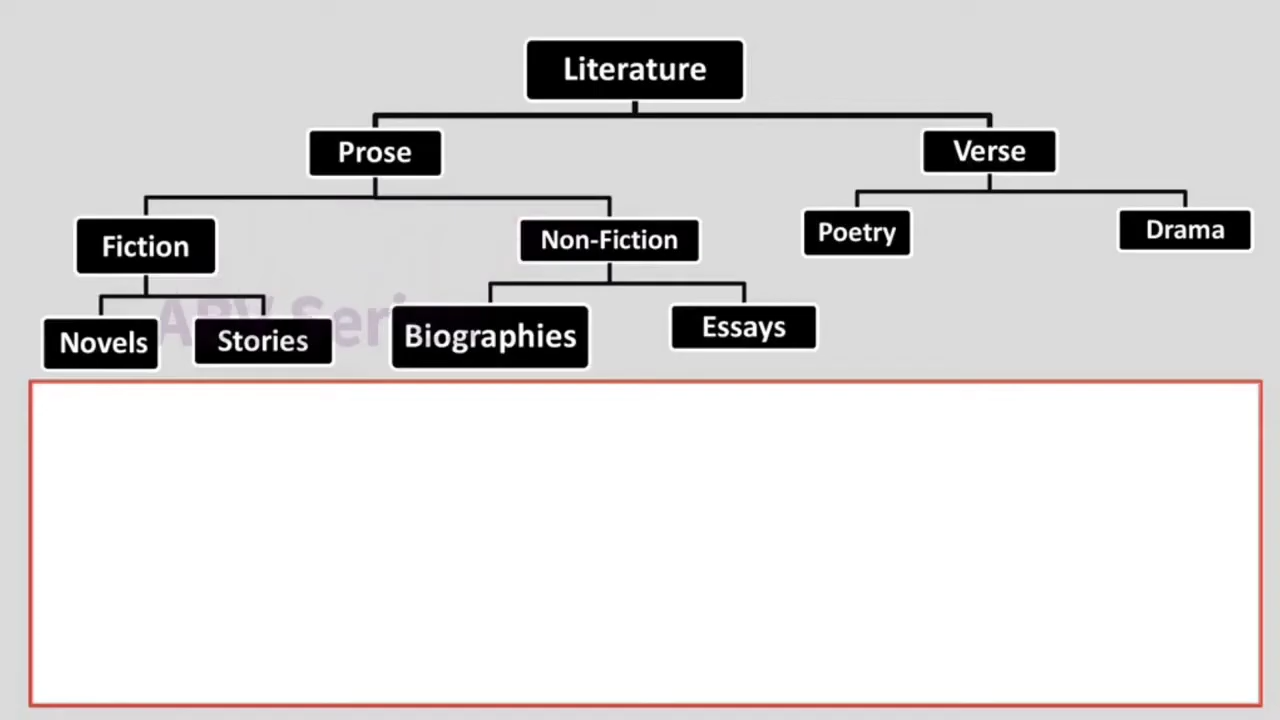 Literature
Prose
Verse
Fiction
Non-Fiction
Poetry
Drama
Novels
Stories
Biographies
Essays